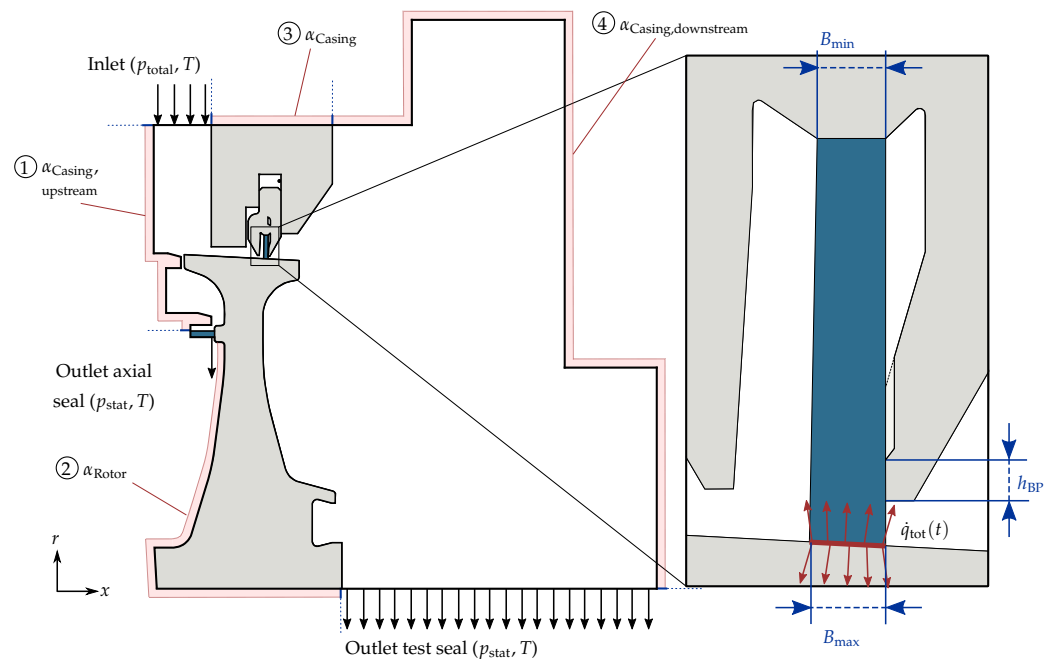 ③ αCasing
④ αCasing,downstream
Inlet (ptotal, T)
① αCasing,
upstream
Outlet axial
seal (pstat, T)
② αRotor
r
x
Outlet test seal (pstat, T)
Bmin
hBP
q̇tot(t)
Bmax